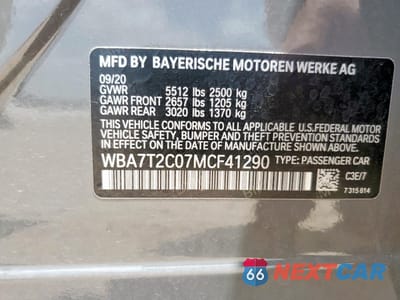 MFD BY BAYERISCHE MOTOREN WERKE AG
09/20
GVWR 5512 lbs 2500 kg
GAWR FRONT 2657 lbs 1205 kg
GAWR REAR 3020 lbs 1370 kg
THIS VEHICLE CONFORMS TO ALL APPLICABLE U.S. FEDERAL MOTOR
VEHICLE SAFETY, BUMPER AND THEFT PREVENTION STANDARDS
IN EFFECT ON THE DATE OF MANUFACTURE SHOWN ABOVE.
WBA7T2C07MCF41290 TYPE: PASSENGER CAR
C3E/7
7315614
66 NEXTCAR